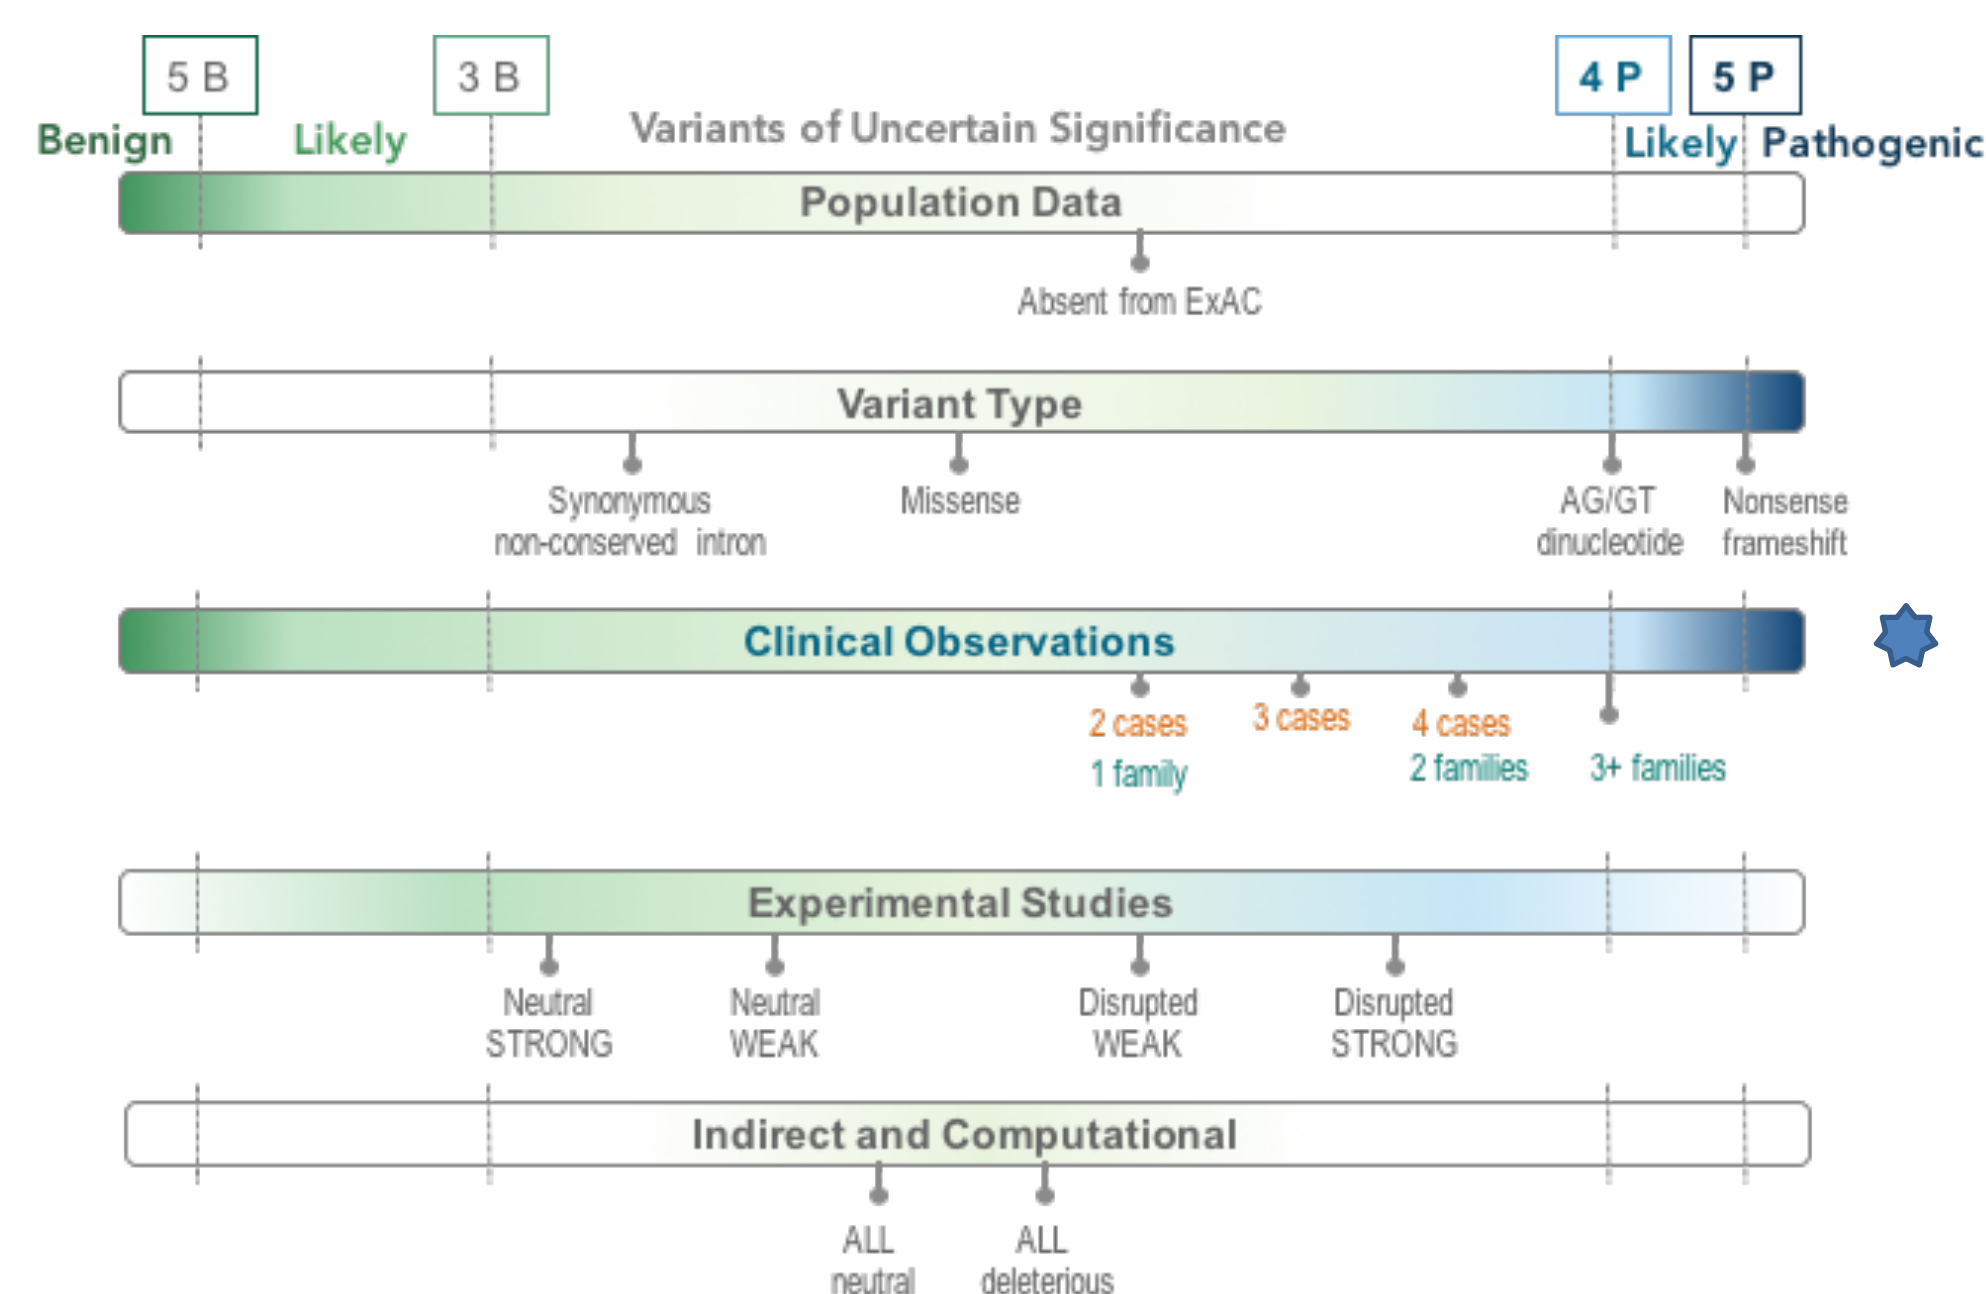 5 B
3 B
4 P
5 P
Benign
Likely
Variants of Uncertain Significance
Likely
Pathogenic
Population Data
Absent from ExAC
Variant Type
Synonymous
non-conserved intron
Missense
AG/GT
dinucleotide
Nonsense
frameshift
Clinical Observations
2 cases
3 cases
4 cases
1 family
2 families
3+ families
Experimental Studies
Neutral
STRONG
Neutral
WEAK
Disrupted
WEAK
Disrupted
STRONG
Indirect and Computational
ALL
neutral
ALL
deleterious